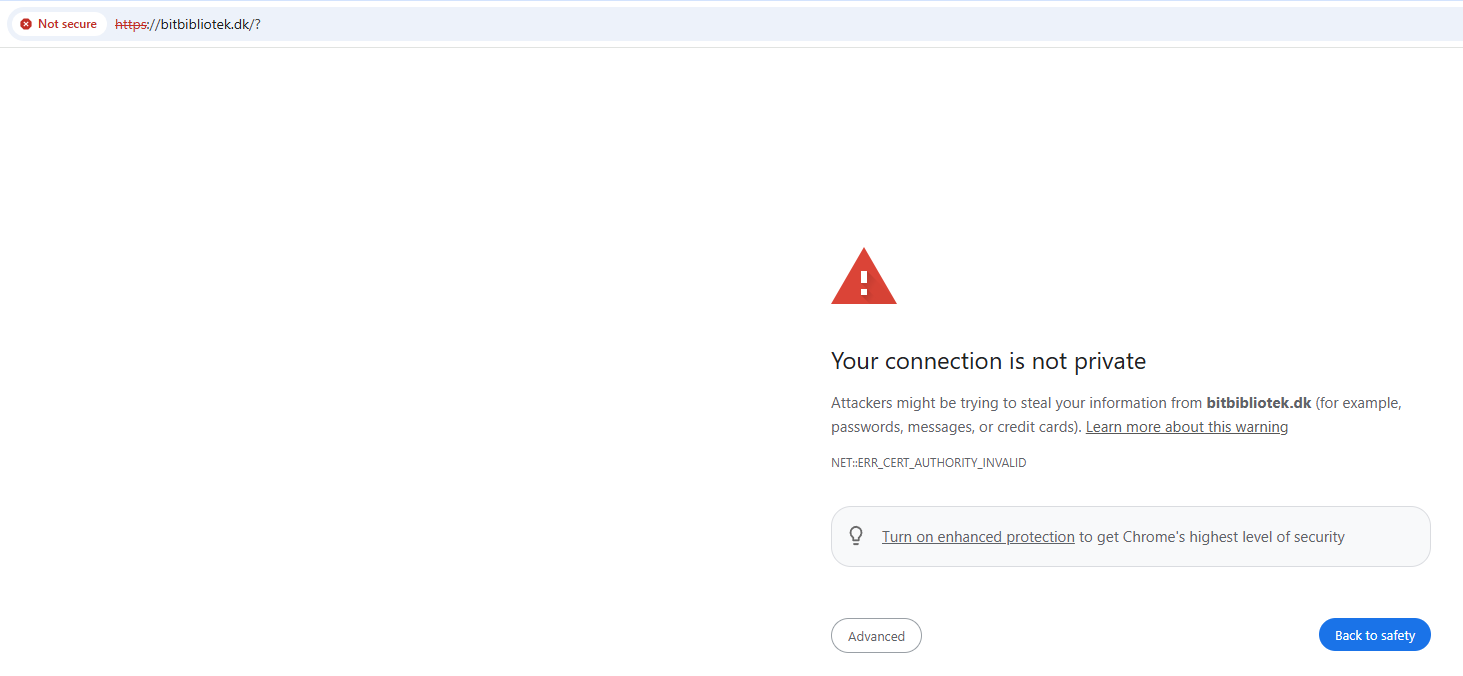 Not secure https://bitbibliotek.dk/?
!
Your connection is not private
Attackers might be trying to steal your information from bitbibliotek.dk (for example,
passwords, messages, or credit cards). Learn more about this warning
NET::ERR_CERT_AUTHORITY_INVALID
Turn on enhanced protection to get Chrome's highest level of security
Advanced Back to safety